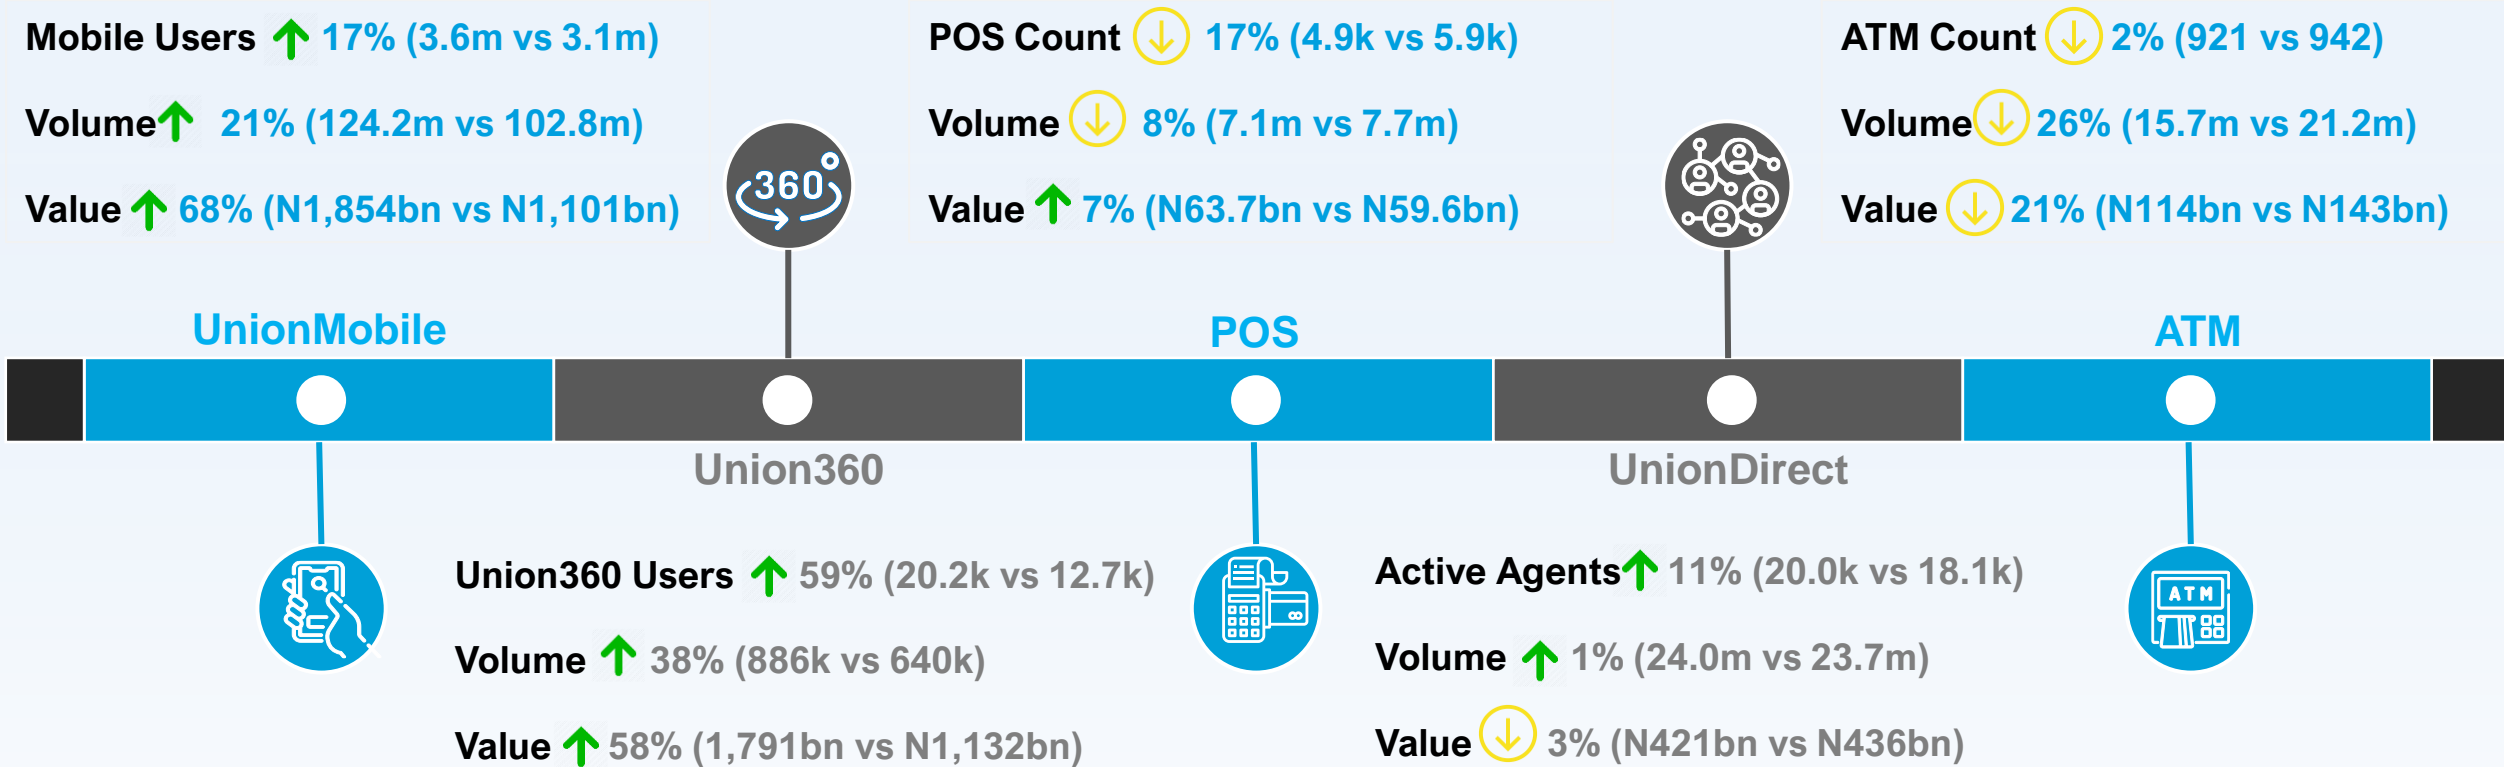 Mobile Users 17% (3.6m vs 3.1m)
Volume 21% (124.2m vs 102.8m)
Value 68% (N1,854bn vs N1,101bn)
360°
POS Count 17% (4.9k vs 5.9k)
Volume 8% (7.1m vs 7.7m)
Value 7% (N63.7bn vs N59.6bn)
ATM Count 2% (921 vs 942)
Volume 26% (15.7m vs 21.2m)
Value 21% (N114bn vs N143bn)
UnionMobile
POS
ATM
Union360
UnionDirect
Union360 Users 59% (20.2k vs 12.7k)
Volume 38% (886k vs 640k)
Value 58% (1,791bn vs N1,132bn)
Active Agents 11% (20.0k vs 18.1k)
Volume 1% (24.0m vs 23.7m)
Value 3% (N421bn vs N436bn)
ATM